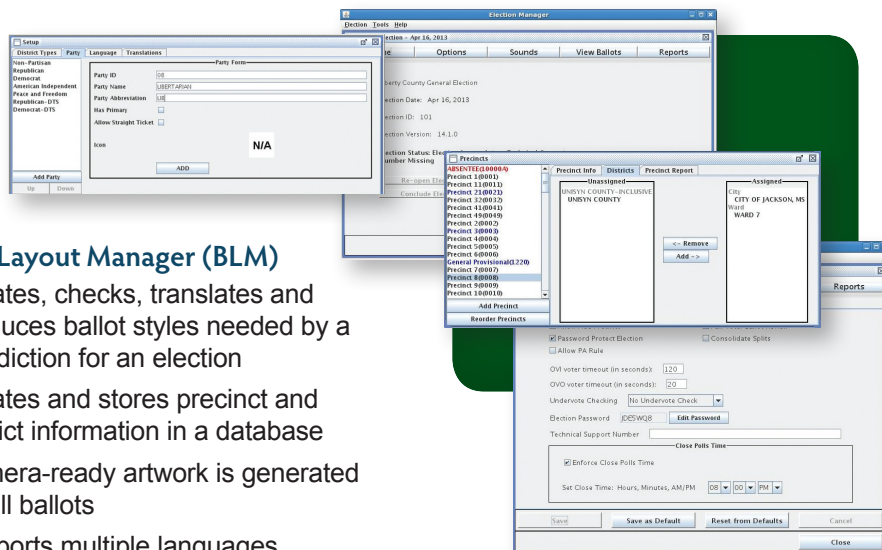 Election Manager
Election Tools Help
Election - Apr 16, 2013
Options Sounds View Ballots Reports
Liberty County General Election
Election Date: Apr 16, 2013
Election ID: 101
Election Version: 14.1.0
Election Status:
Number Missing
Setup
District Types Party Language Translations
Non-Partisan
Republican
Democrat
American Independent
Peace and Freedom
Republican-DTS
Democrat-DTS
Add Party
Up Down
Party Form
Party ID 08
Party Name LIBERTARIAN
Party Abbreviation LIB
Has Primary
Allow Straight Ticket
Icon N/A
ADD
Precincts
ABSENTEE(10000A)
Precinct 1(0001)
Precinct 11(0011)
Precinct 21(0021)
Precinct 32(0032)
Precinct 41(0041)
Precinct 49(0049)
Precinct 2(0002)
Precinct 3(0003)
Precinct 4(0004)
Precinct 5(0005)
Precinct 6(0006)
General Provisional(1220)
Precinct 7(0007)
Precinct 8(0008)
Precinct 9(0009)
Precinct 10(0010)
Add Precinct
Reorder Precincts
Precinct Info Districts Precinct Report
Unassigned
UNISYN COUNTY-INCLUSIVE
UNISYN COUNTY
<- Remove
Add ->
Assigned
City
CITY OF JACKSON, MS
Ward
WARD 7
Reports
Password Protect Election
Consolidate Splits
Allow PA Rule
OVI voter timeout (in seconds): 120
OVO voter timeout (in seconds): 20
Undervote Checking No Undervote Check
Election Password JDESWQ8 Edit Password
Technical Support Number
Close Polls Time
Enforce Close Polls Time
Set Close Time: Hours, Minutes, AM/PM 08 00 PM
Save Save as Default Reset from Defaults Cancel
Close
Layout Manager (BLM)
ates, checks, translates and
duces ballot styles needed by a
diction for an election
ates and stores precinct and
ict information in a database
nera-ready artwork is generated
all ballots
ports multiple languages